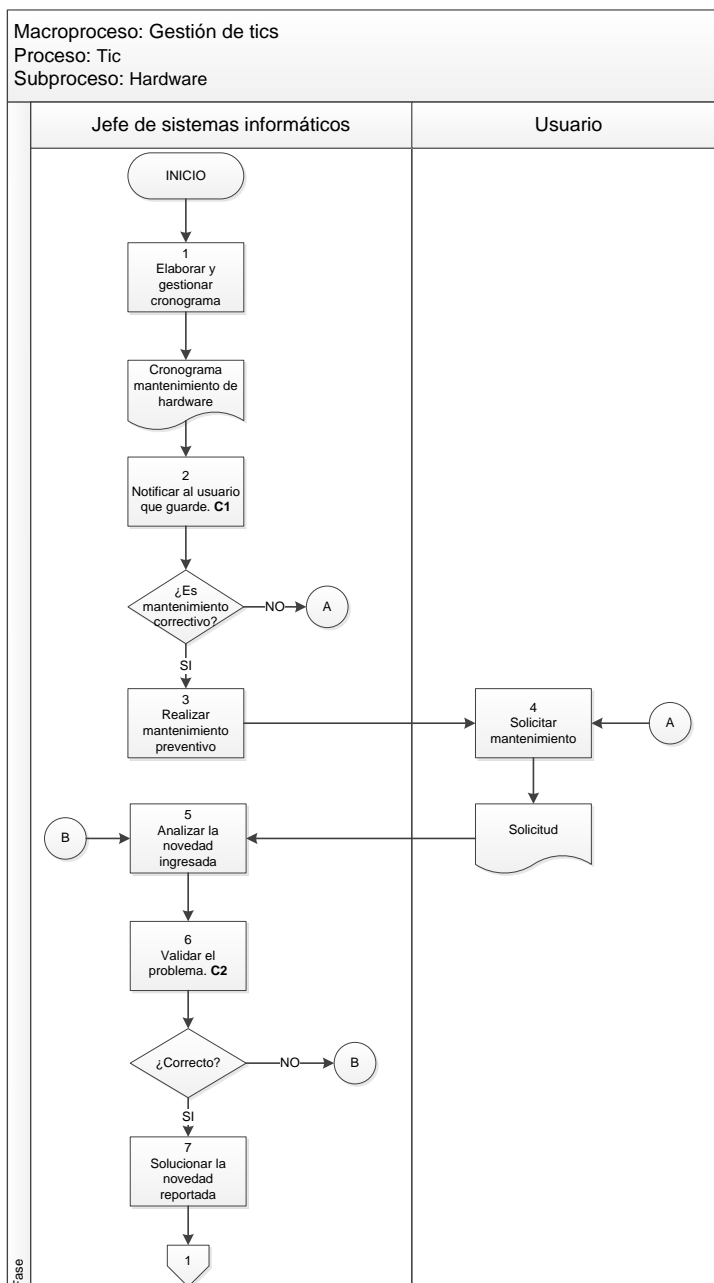 Macroproceso: Gestión de tics
Proceso: Tic
Subproceso: Hardware
Jefe de sistemas informáticos
Usuario
INICIO
1
Elaborar y
gestionar
cronograma
Cronograma
mantenimiento de
hardware
2
Notificar al usuario
que guarde. C1
¿Es
mantenimiento
correctivo?
NO
A
SI
3
Realizar
mantenimiento
preventivo
4
Solicitar
mantenimiento
A
B
5
Analizar la
novedad
ingresada
Solicitud
6
Validar el
problema. C2
¿Correcto?
NO
B
SI
7
Solucionar la
novedad
reportada
1
Fase